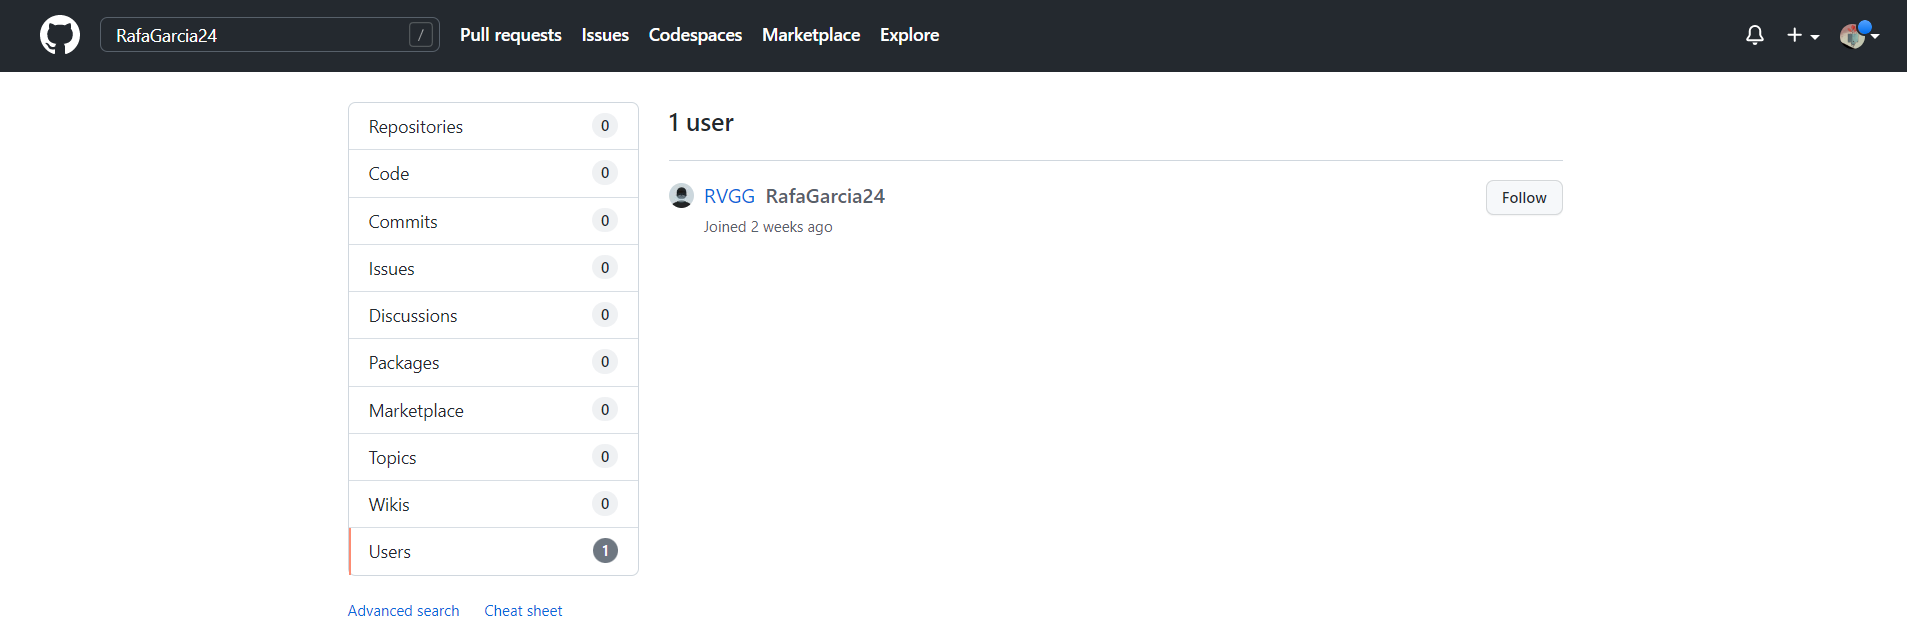 RafaGarcia24 / Pull requests Issues Codespaces Marketplace Explore
Repositories 0
Code 0
Commits 0
Issues 0
Discussions 0
Packages 0
Marketplace 0
Topics 0
Wikis 0
Users 1
Advanced search Cheat sheet
1 user
RVGG RafaGarcia24
Joined 2 weeks ago
Follow